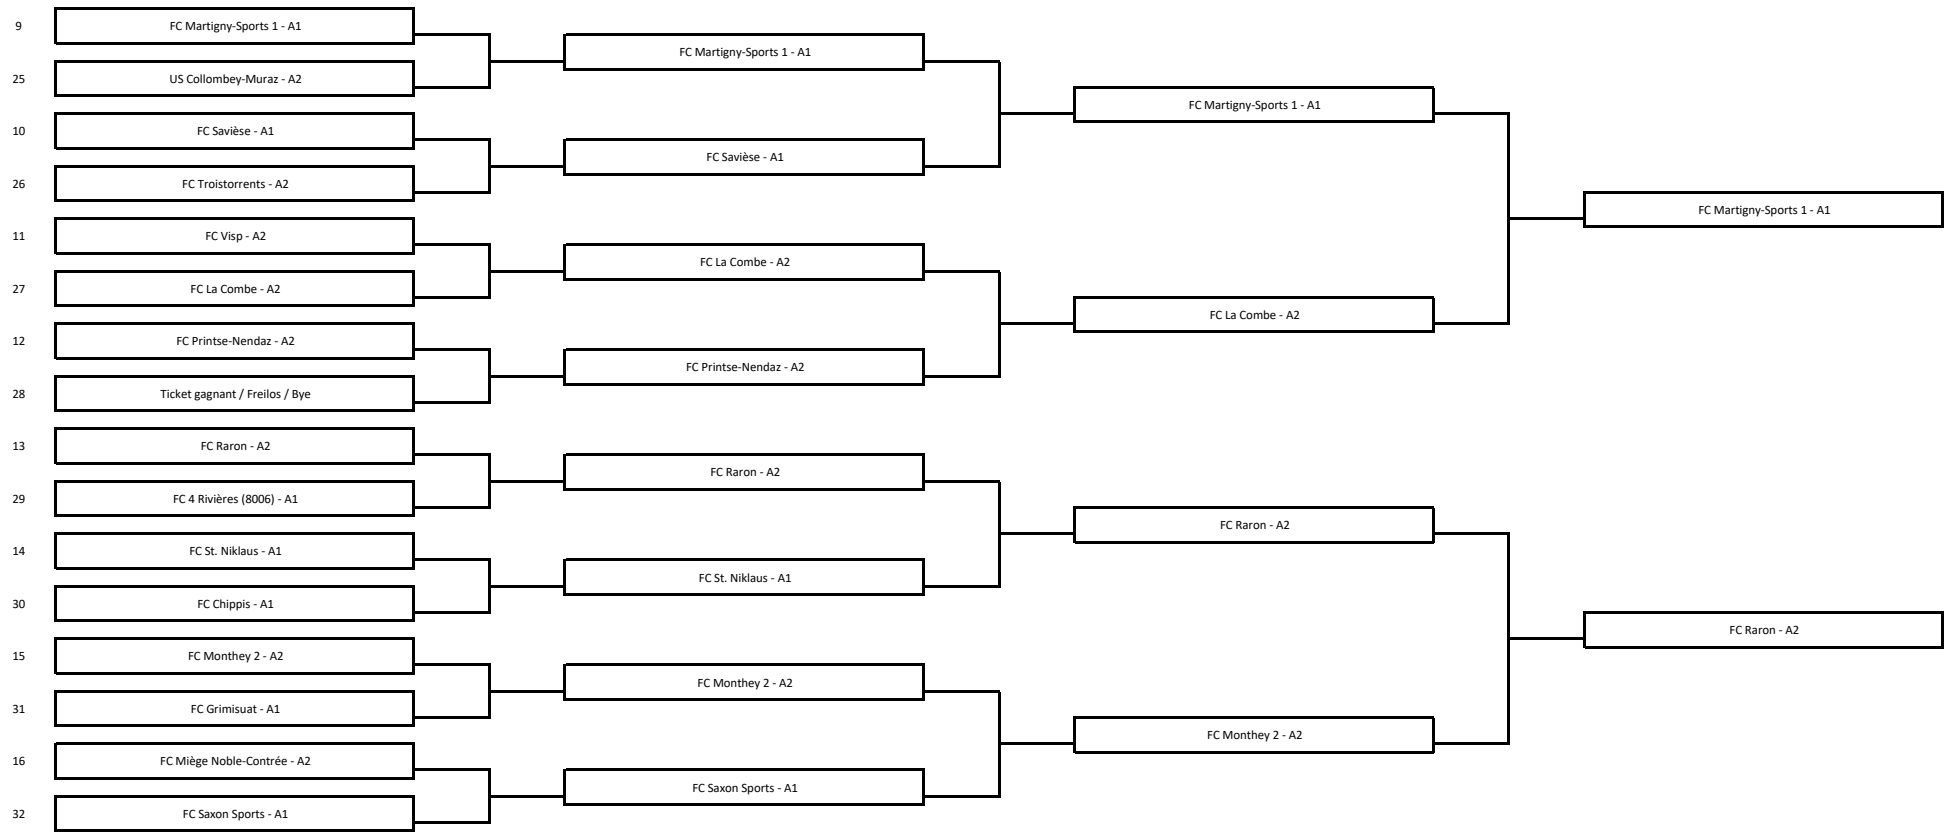 9
FC Martigny-Sports 1 - A1
25
US Collombey-Muraz - A2
10
FC Savièse - A1
26
FC Troistorrents - A2
11
FC Visp - A2
27
FC La Combe - A2
12
FC Printse-Nendaz - A2
28
Ticket gagnant / Freilos / Bye
13
FC Raron - A2
29
FC 4 Rivières (8006) - A1
14
FC St. Niklaus - A1
30
FC Chippis - A1
15
FC Monthey 2 - A2
31
FC Grimisuat - A1
16
FC Miège Noble-Contrée - A2
32
FC Saxon Sports - A1
FC Martigny-Sports 1 - A1
FC Savièse - A1
FC La Combe - A2
FC Printse-Nendaz - A2
FC Raron - A2
FC St. Niklaus - A1
FC Monthey 2 - A2
FC Saxon Sports - A1
FC Martigny-Sports 1 - A1
FC La Combe - A2
FC Raron - A2
FC Monthey 2 - A2
FC Martigny-Sports 1 - A1
FC Raron - A2